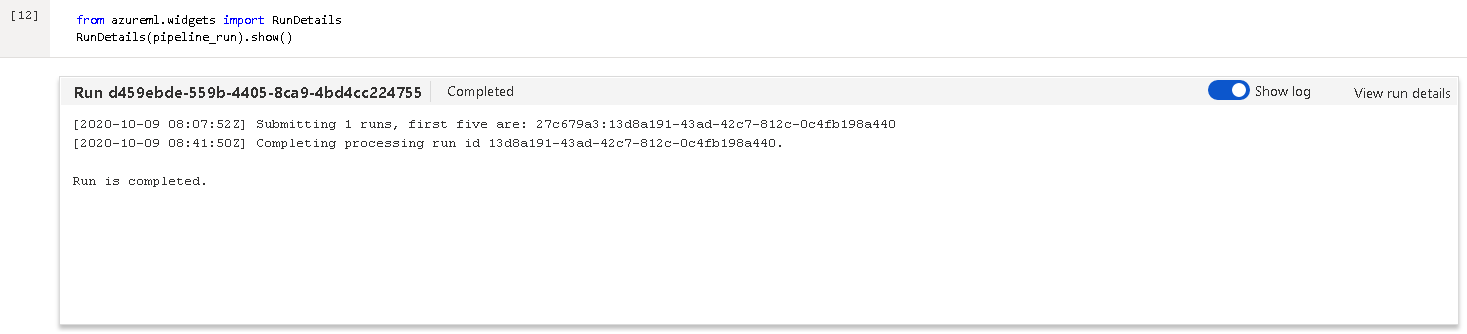 [12]
from azureml.widgets import RunDetails
RunDetails(pipeline_run).show()
Run d459ebde-559b-4405-8ca9-4bd4cc224755 Completed Show log View run details
[2020-10-09 08:07:52Z] Submitting 1 runs, first five are: 27c679a3:13d8a191-43ad-42c7-812c-0c4fb198a440
[2020-10-09 08:41:50Z] Completing processing run id 13d8a191-43ad-42c7-812c-0c4fb198a440.
Run is completed.